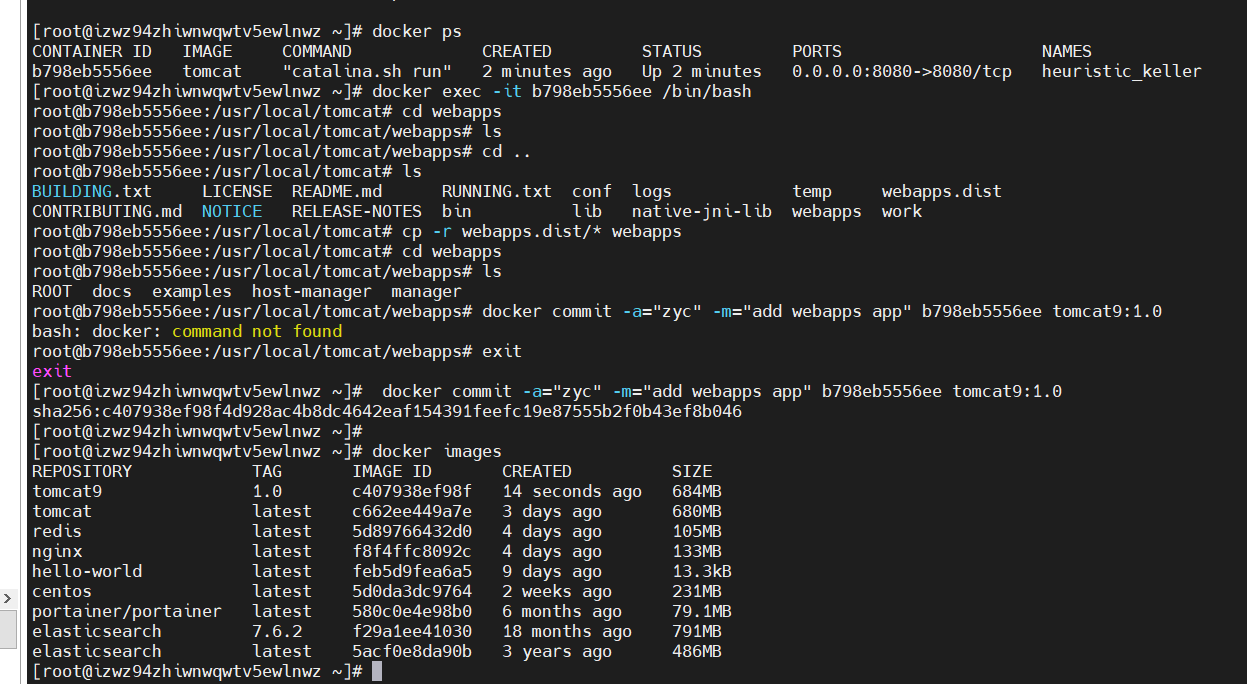 [root@izwz94zhiwnwqwtv5ewlnwz ~]# docker ps
CONTAINER ID   IMAGE     COMMAND             CREATED         STATUS         PORTS                    NAMES
b798eb5556ee   tomcat    "catalina.sh run"   2 minutes ago   Up 2 minutes   0.0.0.0:8080->8080/tcp   heuristic_keller
[root@izwz94zhiwnwqwtv5ewlnwz ~]# docker exec -it b798eb5556ee /bin/bash
root@b798eb5556ee:/usr/local/tomcat# cd webapps
root@b798eb5556ee:/usr/local/tomcat/webapps# ls
root@b798eb5556ee:/usr/local/tomcat/webapps# cd ..
root@b798eb5556ee:/usr/local/tomcat# ls
BUILDING.txt     LICENSE  README.md      RUNNING.txt  conf  logs            temp     webapps.dist
CONTRIBUTING.md  NOTICE   RELEASE-NOTES  bin          lib   native-jni-lib  webapps  work
root@b798eb5556ee:/usr/local/tomcat# cp -r webapps.dist/* webapps
root@b798eb5556ee:/usr/local/tomcat# cd webapps
root@b798eb5556ee:/usr/local/tomcat/webapps# ls
ROOT  docs  examples  host-manager  manager
root@b798eb5556ee:/usr/local/tomcat/webapps# docker commit -a="zyc" -m="add webapps app" b798eb5556ee tomcat9:1.0
bash: docker: command not found
root@b798eb5556ee:/usr/local/tomcat/webapps# exit
exit
[root@izwz94zhiwnwqwtv5ewlnwz ~]#  docker commit -a="zyc" -m="add webapps app" b798eb5556ee tomcat9:1.0
sha256:c407938ef98f4d928ac4b8dc4642eaf154391feefc19e87555b2f0b43ef8b046
[root@izwz94zhiwnwqwtv5ewlnwz ~]#
[root@izwz94zhiwnwqwtv5ewlnwz ~]# docker images
REPOSITORY            TAG       IMAGE ID       CREATED          SIZE
tomcat9               1.0       c407938ef98f   14 seconds ago   684MB
tomcat                latest    c662ee449a7e   3 days ago       680MB
redis                 latest    5d89766432d0   4 days ago       105MB
nginx                 latest    f8f4ffc8092c   4 days ago       133MB
hello-world           latest    feb5d9fea6a5   9 days ago       13.3kB
centos                latest    5d0da3dc9764   2 weeks ago      231MB
portainer/portainer   latest    580c0e4e98b0   6 months ago     79.1MB
elasticsearch         7.6.2     f29a1ee41030   18 months ago    791MB
elasticsearch         latest    5acf0e8da90b   3 years ago      486MB
[root@izwz94zhiwnwqwtv5ewlnwz ~]#